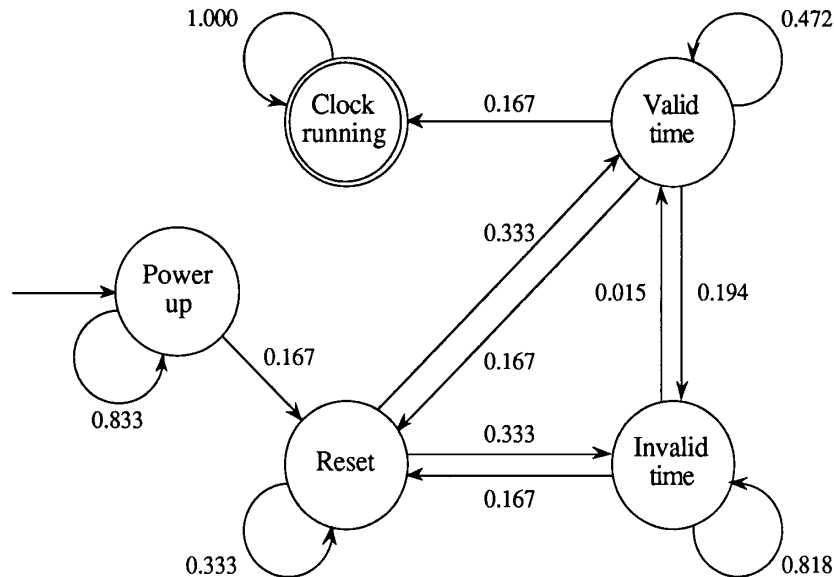 1.000
0.472
Clock
running
0.167
Valid
time
0.333
Power
up
0.015
0.194
0.167
0.167
0.833
Reset
0.333
Invalid
time
0.167
0.333
0.818